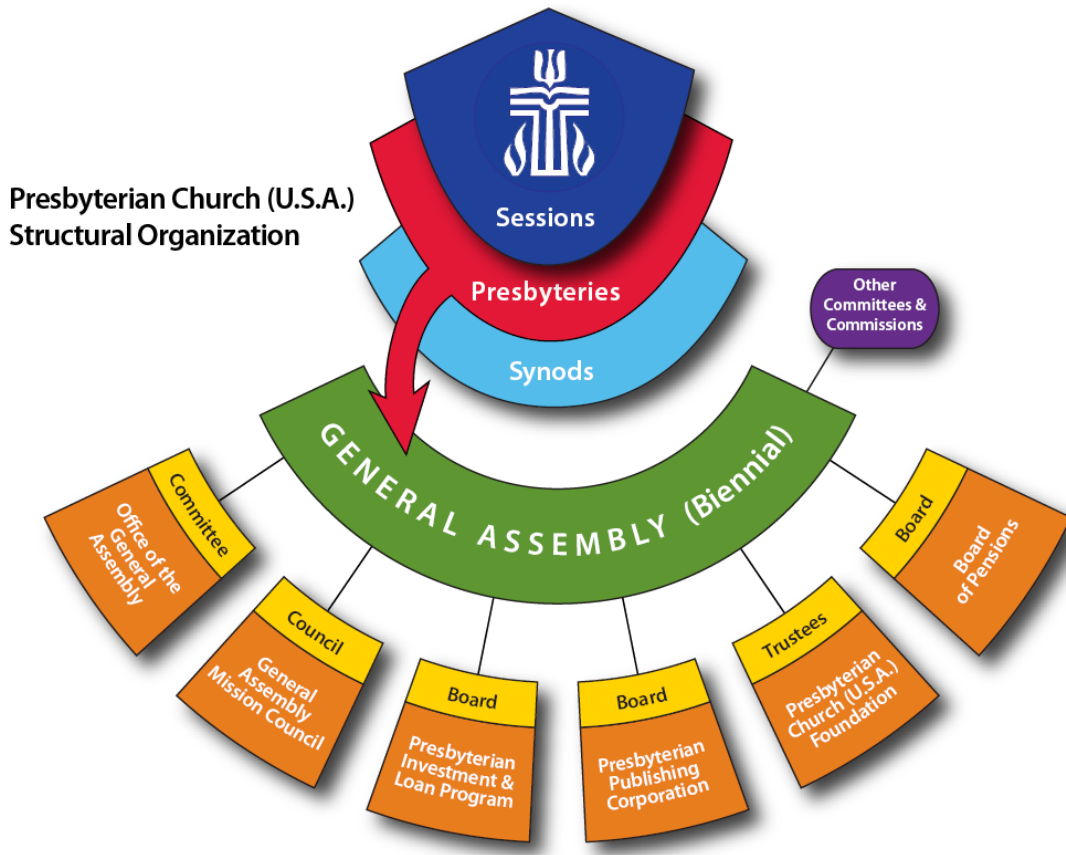 Presbyterian Church (U.S.A.)
Structural Organization
Sessions
Presbyteries
Synods
Other
Committees &
Commissions
GENERAL ASSEMBLY (Biennial)
Committee
Office of the
General
Assembly
Council
General
Assembly
Mission Council
Board
Presbyterian
Investment &
Loan Program
Board
Presbyterian
Publishing
Corporation
Trustees
Presbyterian
Church (U.S.A.)
Foundation
Board
Board
of Pensions